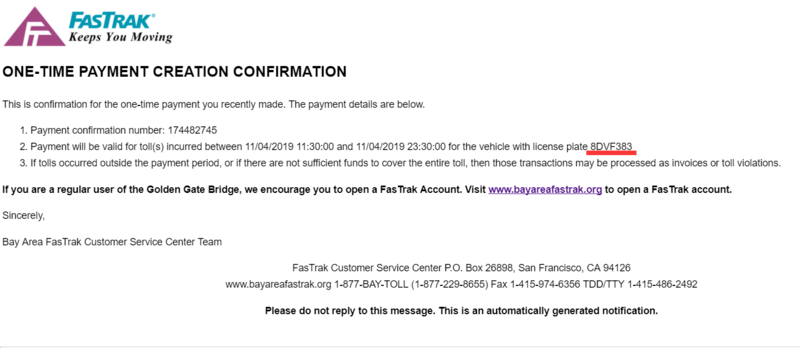 FASTRAK®
Keeps You Moving
ONE-TIME PAYMENT CREATION CONFIRMATION
This is confirmation for the one-time payment you recently made. The payment details are below.
1. Payment confirmation number: 174482745
2. Payment will be valid for toll(s) incurred between 11/04/2019 11:30:00 and 11/04/2019 23:30:00 for the vehicle with license plate 8DVF383
3. If tolls occurred outside the payment period, or if there are not sufficient funds to cover the entire toll, then those transactions may be processed as invoices or toll violations.
If you are a regular user of the Golden Gate Bridge, we encourage you to open a FasTrak Account. Visit www.bayareafastrak.org to open a FasTrak account.
Sincerely,
Bay Area FasTrak Customer Service Center Team
FasTrak Customer Service Center P.O. Box 26898, San Francisco, CA 94126
www.bayareafastrak.org 1-877-BAY-TOLL (1-877-229-8655) Fax 1-415-974-6356 TDD/TTY 1-415-486-2492
Please do not reply to this message. This is an automatically generated notification.